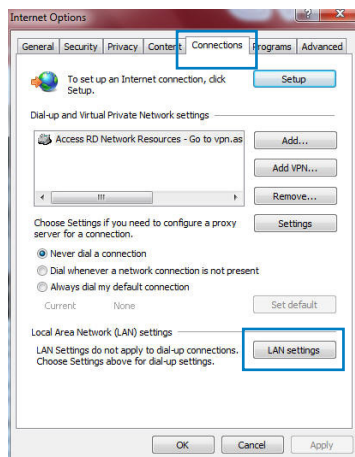 Internet Options
General Security Privacy Content Connections Programs Advanced
To set up an Internet connection, click
Setup.
Setup
Dial-up and Virtual Private Network settings
Access RD Network Resources - Go to vpn.as
Add...
Add VPN...
Remove...
Choose Settings if you need to configure a proxy
server for a connection.
Settings
Never dial a connection
Dial whenever a network connection is not present
Always dial my default connection
Current None
Set default
Local Area Network (LAN) settings
LAN Settings do not apply to dial-up connections.
Choose Settings above for dial-up settings.
LAN settings
OK Cancel Apply